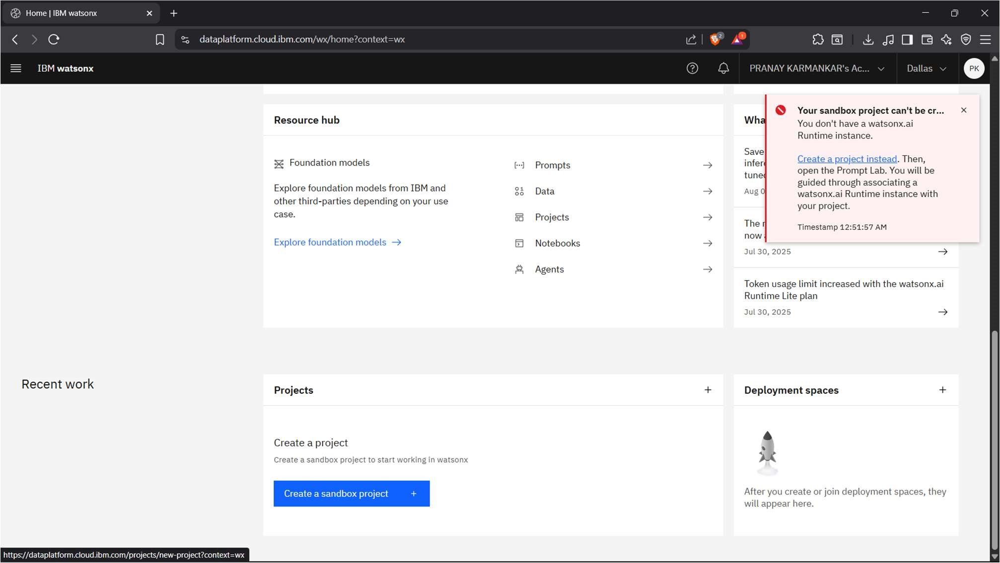 Home | IBM watsonx
dataplatform.cloud.ibm.com/wx/home?context=wx
2
1
IBM watsonx
PRANAY KARMANKAR's Ac...
Dallas
PK
Resource hub
Foundation models
Explore foundation models from IBM and
other third-parties depending on your use
case.
Explore foundation models
Prompts
Data
Projects
Notebooks
Agents
Wha
Save
infere
tuned
Aug 0
The
now
Jul 30, 2025
Token usage limit increased with the watsonx.ai
Runtime Lite plan
Jul 30, 2025
Your sandbox project can't be cr...
You don't have a watsonx.ai
Runtime instance.
Create a project instead. Then,
open the Prompt Lab. You will be
guided through associating a
watsonx.ai Runtime instance with
your project.
Timestamp 12:51:57 AM
Recent work
Projects
Create a project
Create a sandbox project to start working in watsonx
Create a sandbox project
Deployment spaces
After you create or join deployment spaces, they
will appear here.
https://dataplatform.cloud.ibm.com/projects/new-project?context=wx